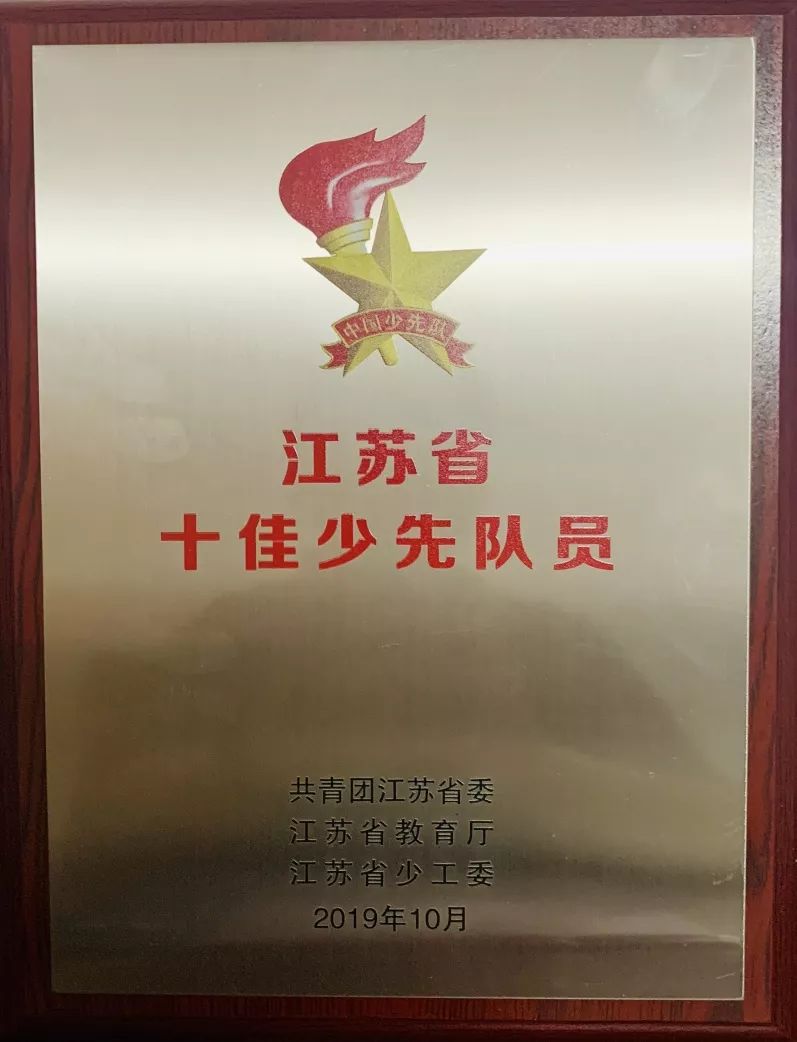 中国少先队
江苏省
十佳少先队员
共青团江苏省委
江苏省教育厅
江苏省少工委
2019年10月